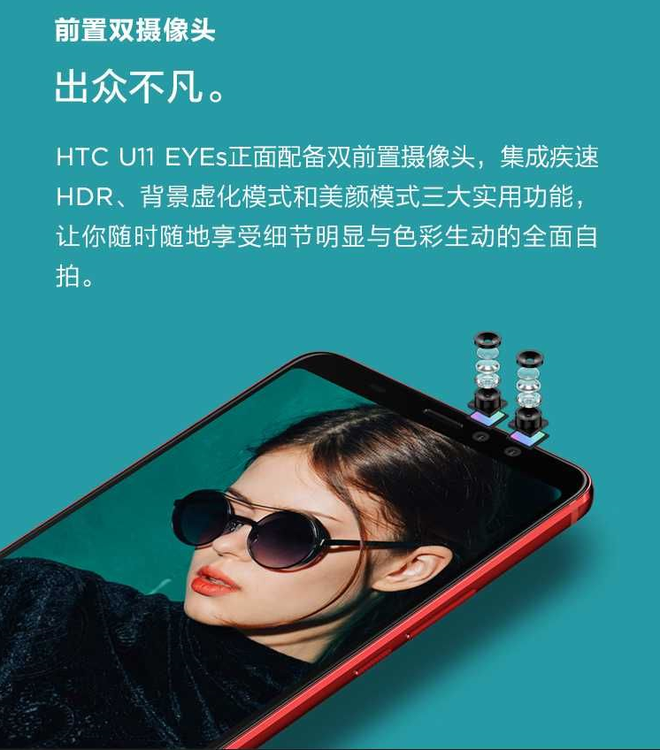 前置双摄像头
出众不凡。
HTC U11 EYEs正面配备双前置摄像头，集成疾速
HDR、背景虚化模式和美颜模式三大实用功能，
让你随时随地享受细节明显与色彩生动的全面自
拍。